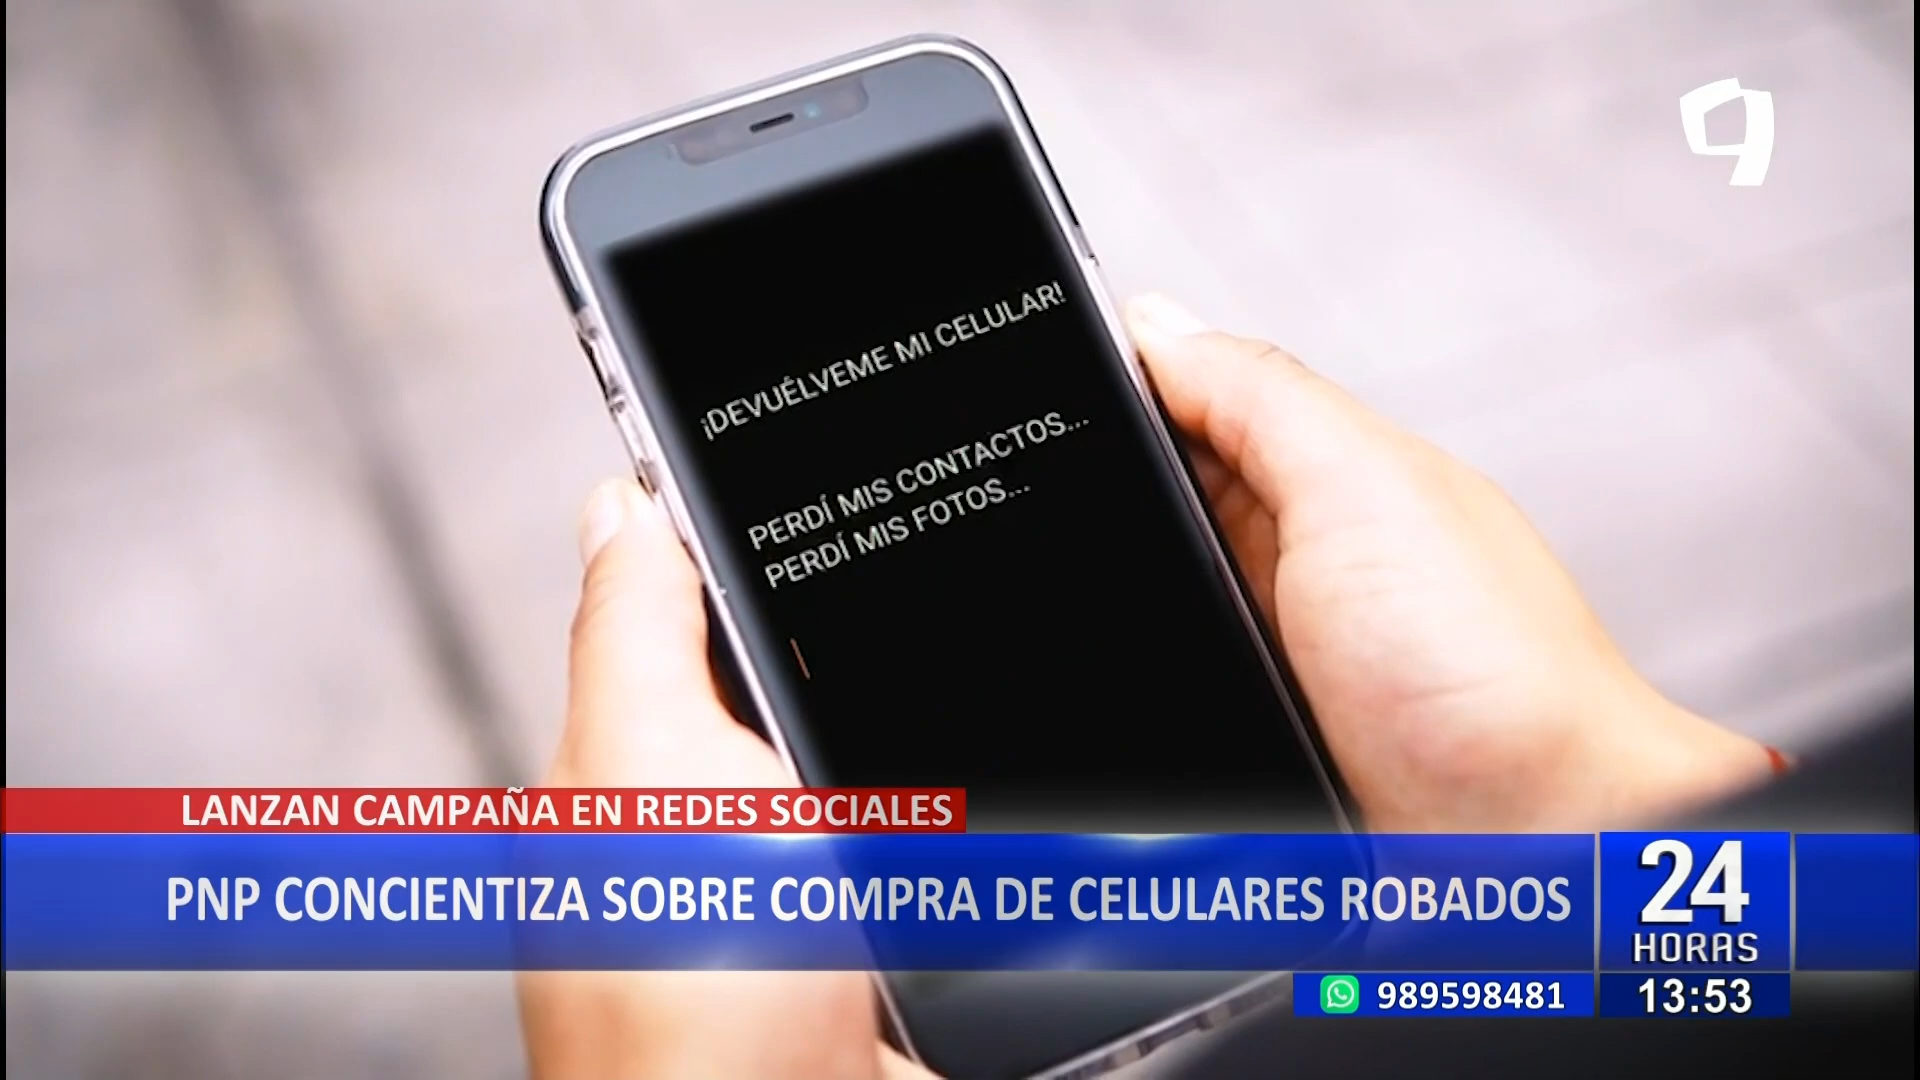 ¡DEVUÉLVEME MI CELULAR!
PERDÍ MIS CONTACTOS...
PERDÍ MIS FOTOS...
LANZAN CAMPAÑA EN REDES SOCIALES
PNP CONCIENTIZA SOBRE COMPRA DE CELULARES ROBADOS
24
HORAS
989598481
13:53